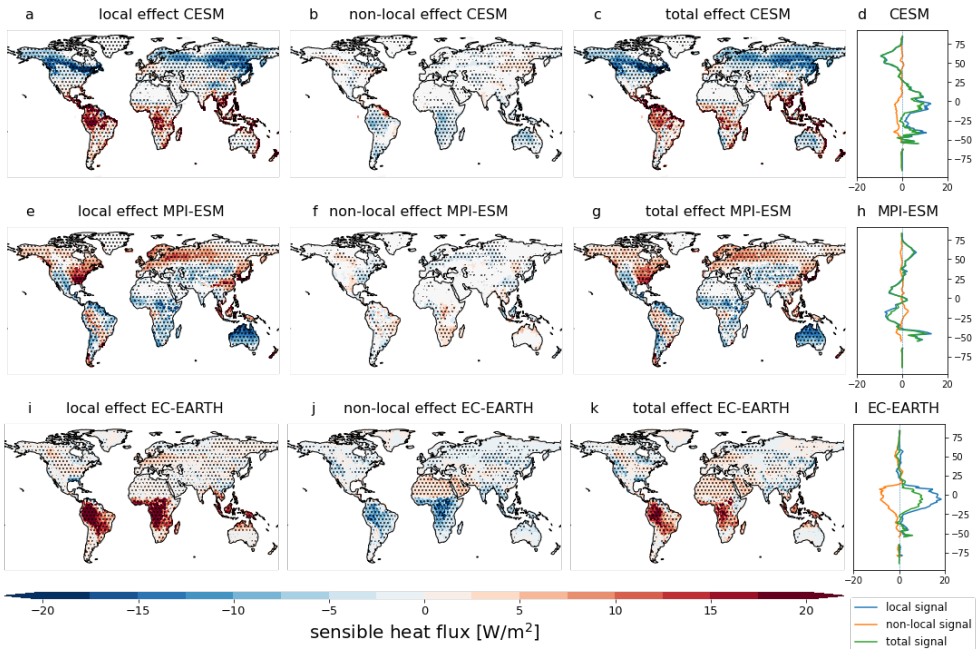 a local effect CESM
b non-local effect CESM
c total effect CESM
d CESM
75
50
25
0
−25
−50
−75
−20 0 20
e local effect MPI-ESM
f non-local effect MPI-ESM
g total effect MPI-ESM
h MPI-ESM
75
50
25
0
−25
−50
−75
−20 0 20
i local effect EC-EARTH
j non-local effect EC-EARTH
k total effect EC-EARTH
l EC-EARTH
75
50
25
0
−25
−50
−75
−20 0 20
−20 −15 −10 −5 0 5 10 15 20
sensible heat flux [W/m²]
local signal
non-local signal
total signal